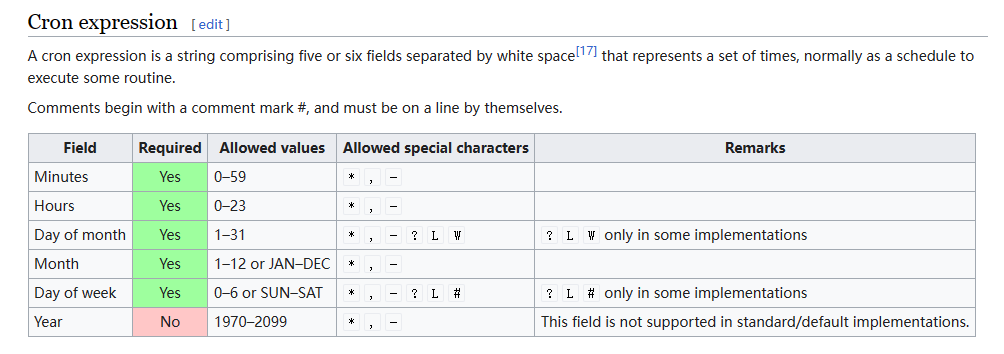 Cron expression [ edit ]
A cron expression is a string comprising five or six fields separated by white space[17] that represents a set of times, normally as a schedule to
execute some routine.
Comments begin with a comment mark #, and must be on a line by themselves.
Field Required Allowed values Allowed special characters Remarks
Minutes Yes 0–59 * , -
Hours Yes 0–23 * , -
Day of month Yes 1–31 * , - ? L W ? L W only in some implementations
Month Yes 1–12 or JAN–DEC * , -
Day of week Yes 0–6 or SUN–SAT * , - ? L # ? L # only in some implementations
Year No 1970–2099 * , - This field is not supported in standard/default implementations.